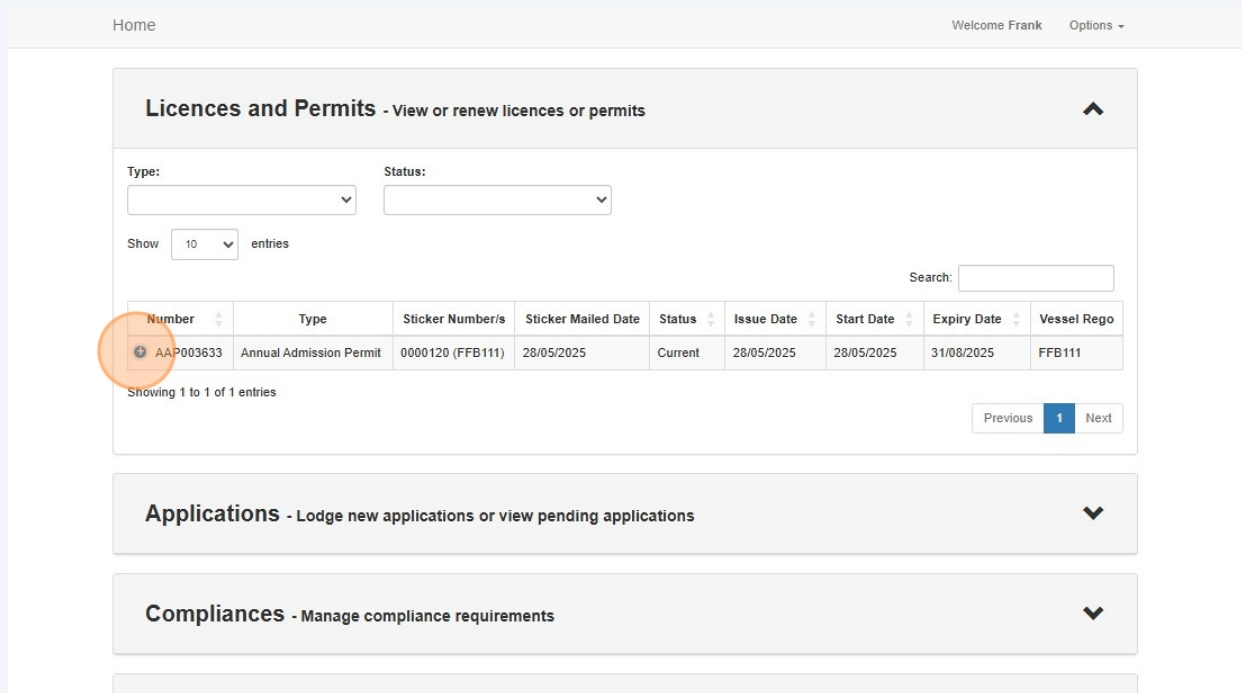 Home Welcome Frank Options
Licences and Permits - View or renew licences or permits
Type: Status:
Show 10 entries
Search:
Number Type Sticker Number/s Sticker Mailed Date Status Issue Date Start Date Expiry Date Vessel Rego
AAP003633 Annual Admission Permit 0000120 (FFB111) 28/05/2025 Current 28/05/2025 28/05/2025 31/08/2025 FFB111
Showing 1 to 1 of 1 entries
Previous 1 Next
Applications - Lodge new applications or view pending applications
Compliances - Manage compliance requirements